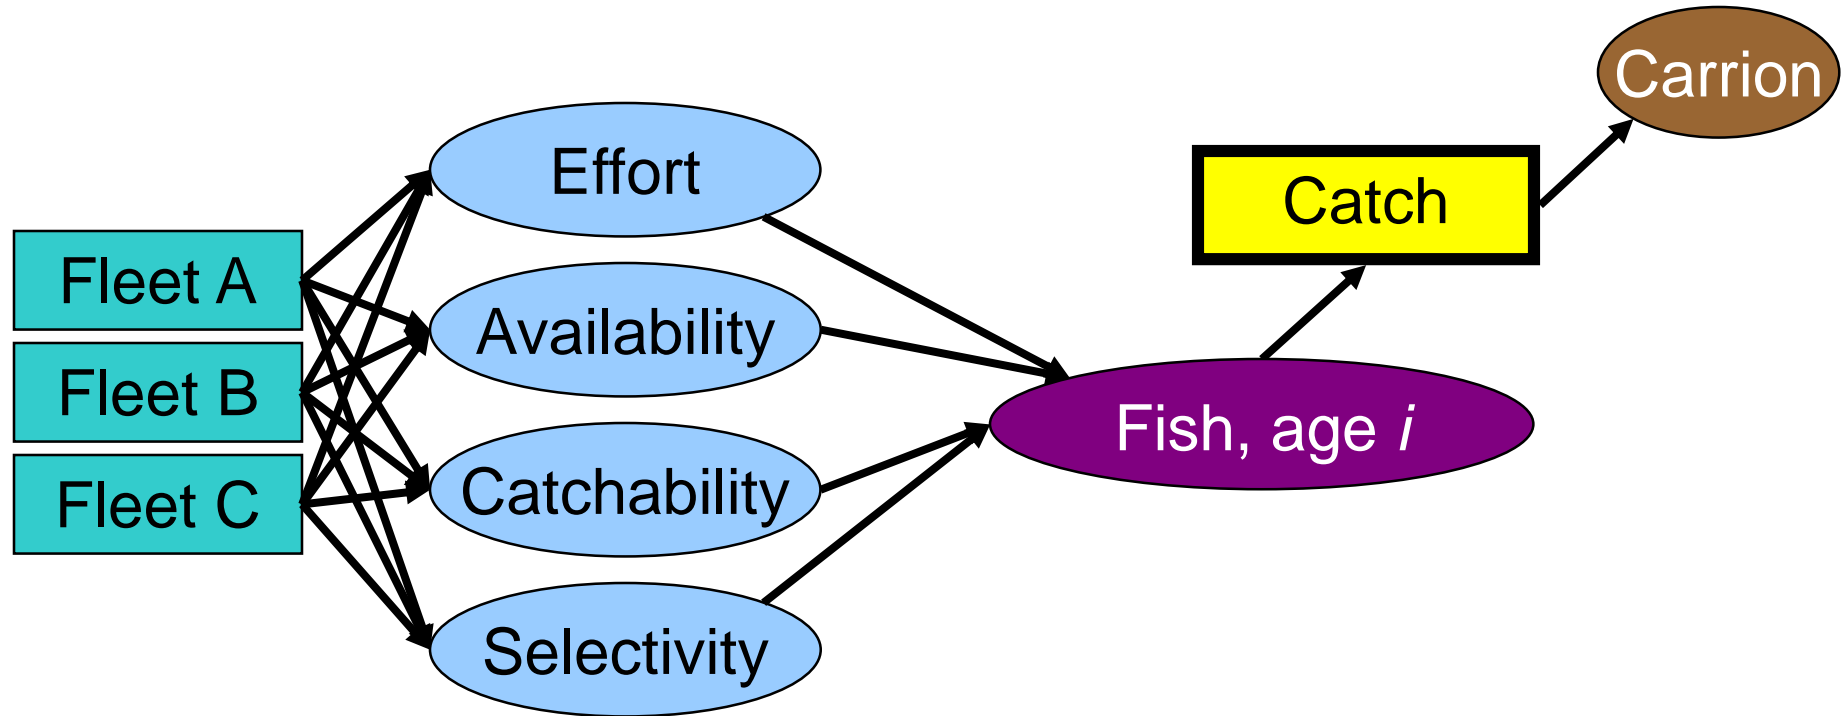 Carrion
Effort
Catch
Fleet A
Availability
Fleet B
Fish, age i
Catchability
Fleet C
Selectivity